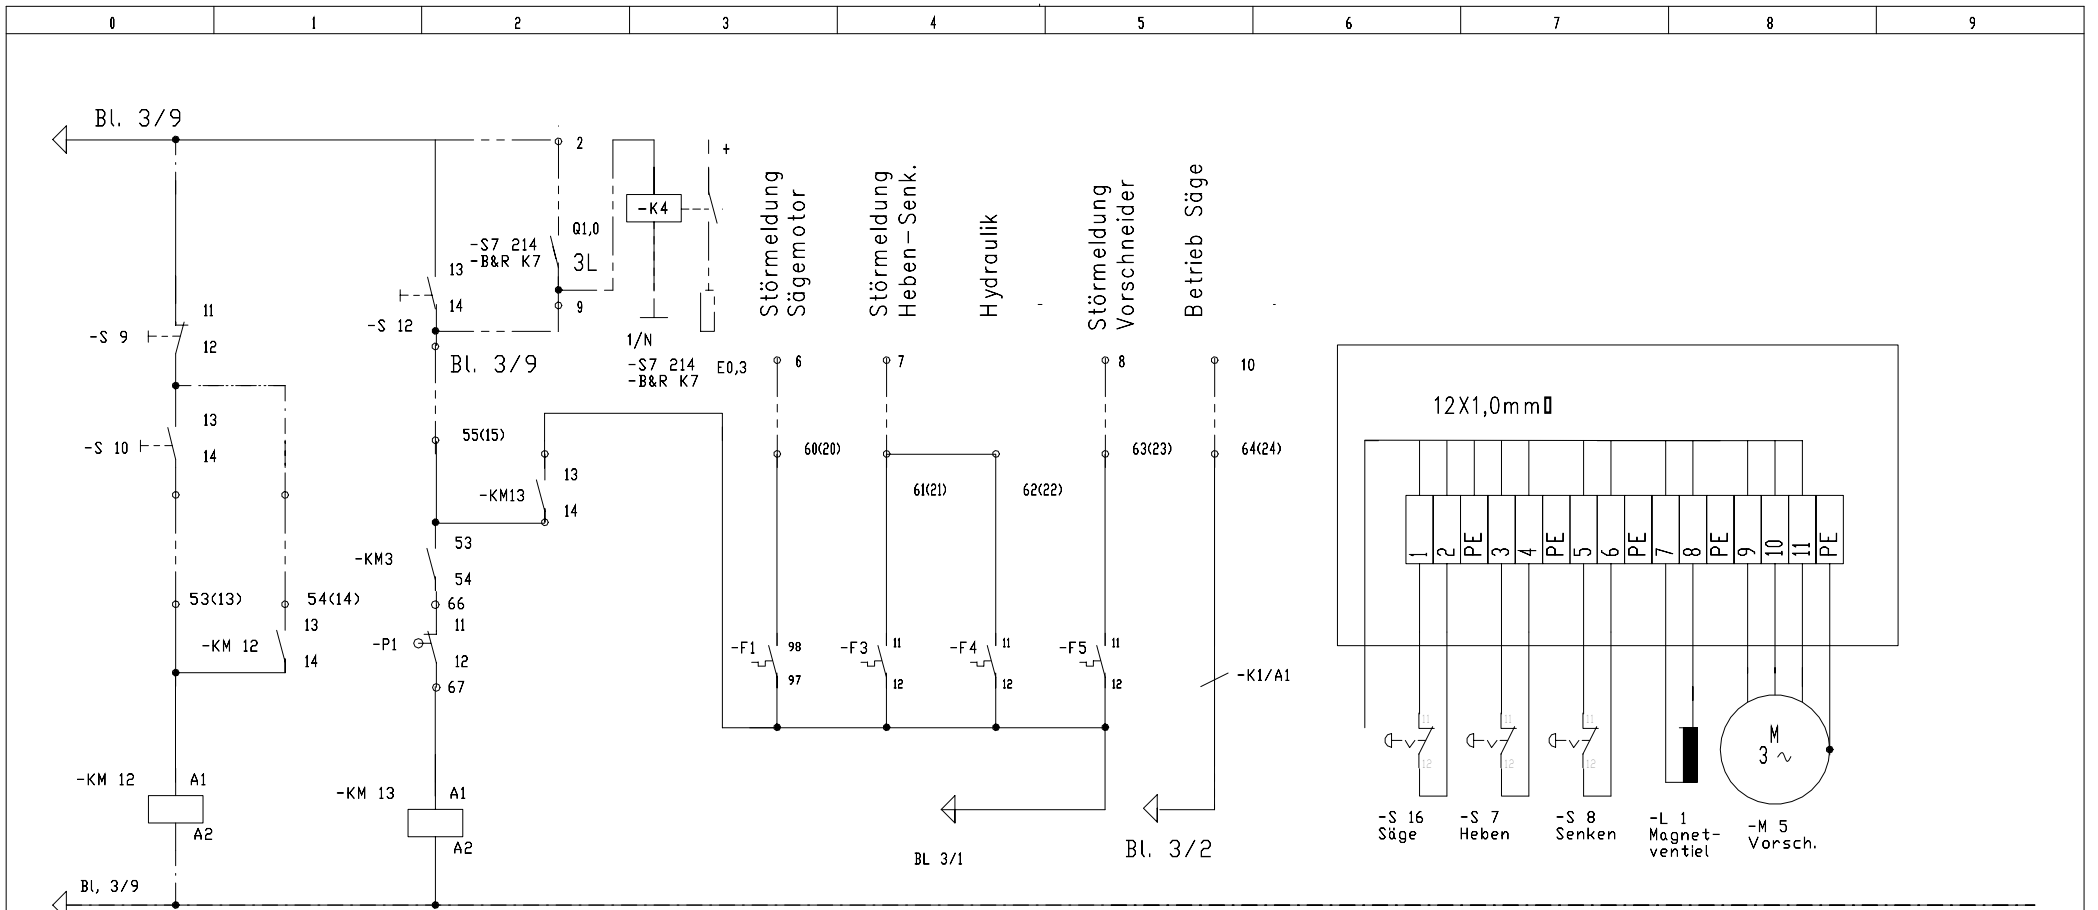 0 1 2 3 4 5 6 7 8 9
Bl. 3/9
2
+
-K4
Q1,0
-S7 214
-B&R K7
3L
13
14
-S 12
9
Bl. 3/9
1/N
-S7 214 E0,3
-B&R K7
Störmeldung
Sägemotor
Störmeldung
Heben-Senk.
Hydraulik
Störmeldung
Vorschneider
Betrieb Säge
11
-S 9
12
13
-S 10
14
6
7
8
10
12X1,0mm
55(15)
60(20)
61(21)
62(22)
63(23)
64(24)
13
-KM13
14
1 2 PE 3 4 PE 5 6 PE 7 8 PE 9 10 11 PE
53
-KM3
54
66
53(13)
54(14)
13
-KM 12
14
11
-P1
12
67
-F1
98
97
-F3
11
12
-F4
11
12
-F5
11
12
-K1/A1
11
12
11
12
11
12
M
3 ~
-KM 12
A1
A2
-KM 13
A1
A2
BL 3/1
Bl. 3/2
-S 16
Säge
-S 7
Heben
-S 8
Senken
-L 1
Magnet-
ventiel
-M 5
Vorsch.
Bl, 3/9